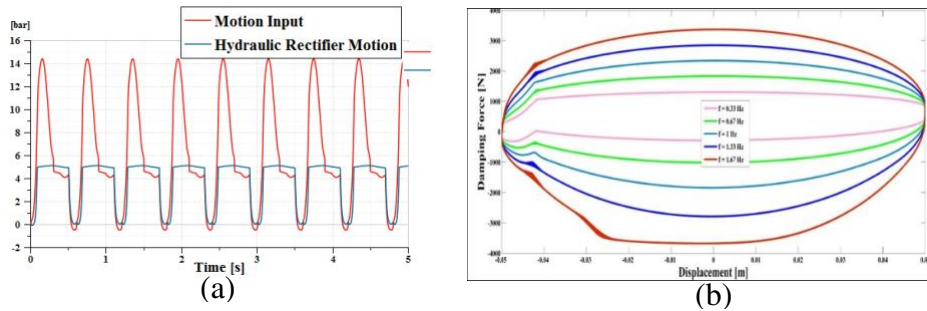 [bar]
Motion Input
Hydraulic Rectifier Motion
16
14
12
10
8
6
4
2
0
-2
0 1 2 3 4 5
Time [s]
(a)
Damping Force [N]
4000
3000
2000
1000
0
-1000
-2000
-3000
-4000
f = 0.33 Hz
f = 0.67 Hz
f = 1 Hz
f = 1.33 Hz
f = 1.67 Hz
-0.05 -0.04 -0.03 -0.02 -0.01 0 0.01 0.02 0.03 0.04
Displacement [m]
(b)